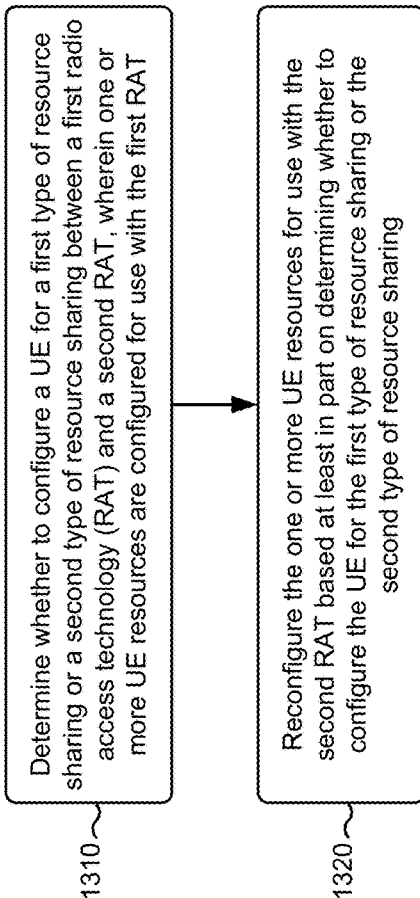 1310
Determine whether to configure a UE for a first type of resource
sharing or a second type of resource sharing between a first radio
access technology (RAT) and a second RAT, wherein one or
more UE resources are configured for use with the first RAT
1320
Reconfigure the one or more UE resources for use with the
second RAT based at least in part on determining whether to
configure the UE for the first type of resource sharing or the
second type of resource sharing